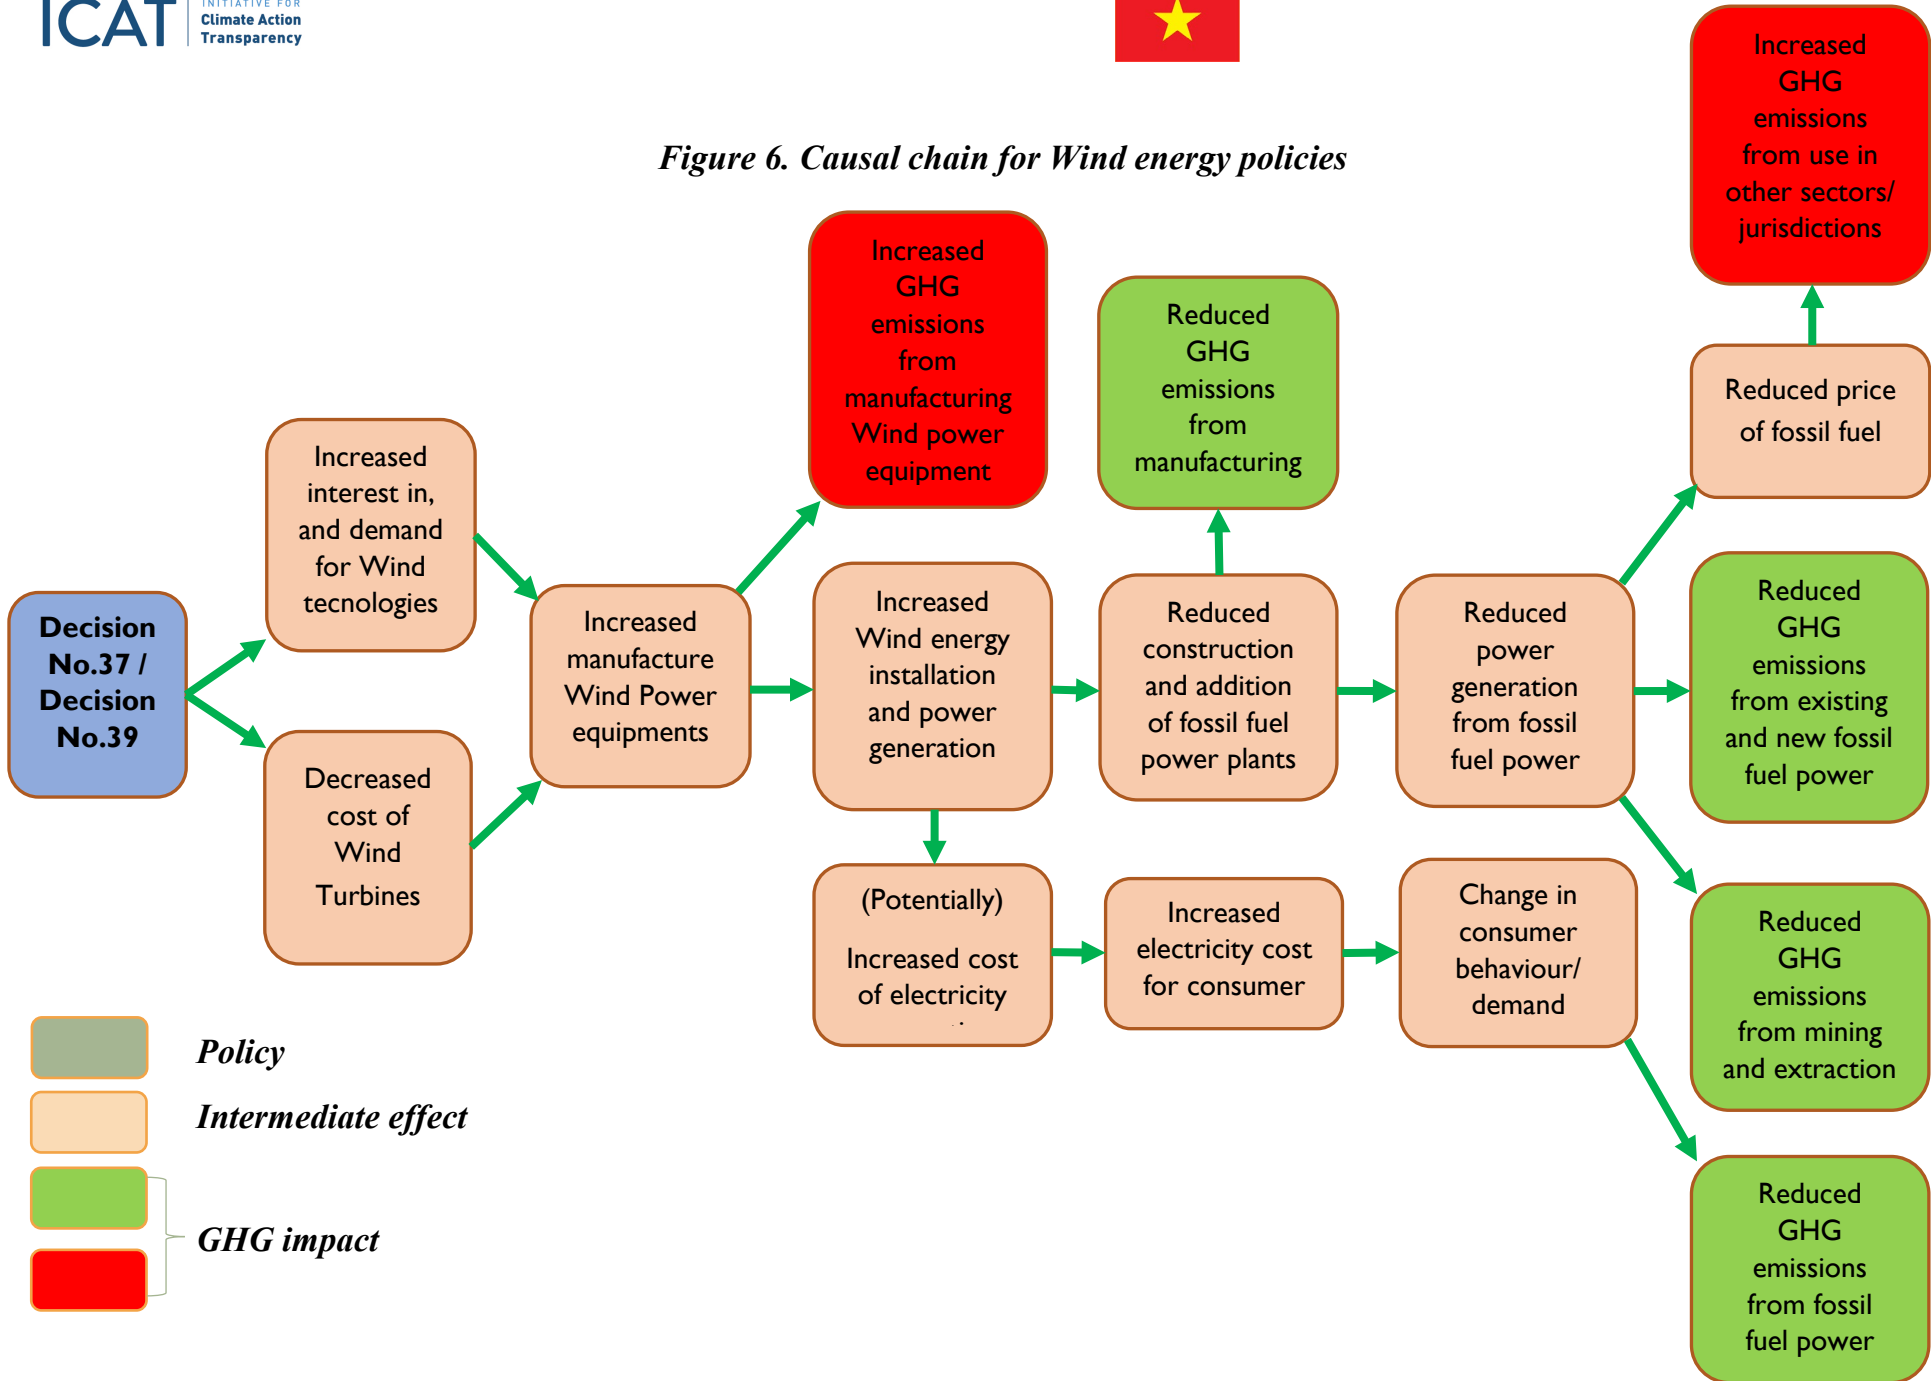 ICAT
INITIATIVE FOR
Climate Action
Transparency
Figure 6. Causal chain for Wind energy policies
Decision
No.37 /
Decision
No.39
Increased
interest in,
and demand
for Wind
tecnologies
Decreased
cost of
Wind
Turbines
Increased
manufacture
Wind Power
equipments
Increased
GHG
emissions
from
manufacturing
Wind power
equipment
Increased
Wind energy
installation
and power
generation
(Potentially)
Increased cost
of electricity
Reduced
GHG
emissions
from
manufacturing
Reduced
construction
and addition
of fossil fuel
power plants
Increased
electricity cost
for consumer
Reduced
power
generation
from fossil
fuel power
Change in
consumer
behaviour/
demand
Increased
GHG
emissions
from use in
other sectors/
jurisdictions
Reduced price
of fossil fuel
Reduced
GHG
emissions
from existing
and new fossil
fuel power
Reduced
GHG
emissions
from mining
and extraction
Reduced
GHG
emissions
from fossil
fuel power
Policy
Intermediate effect
GHG impact